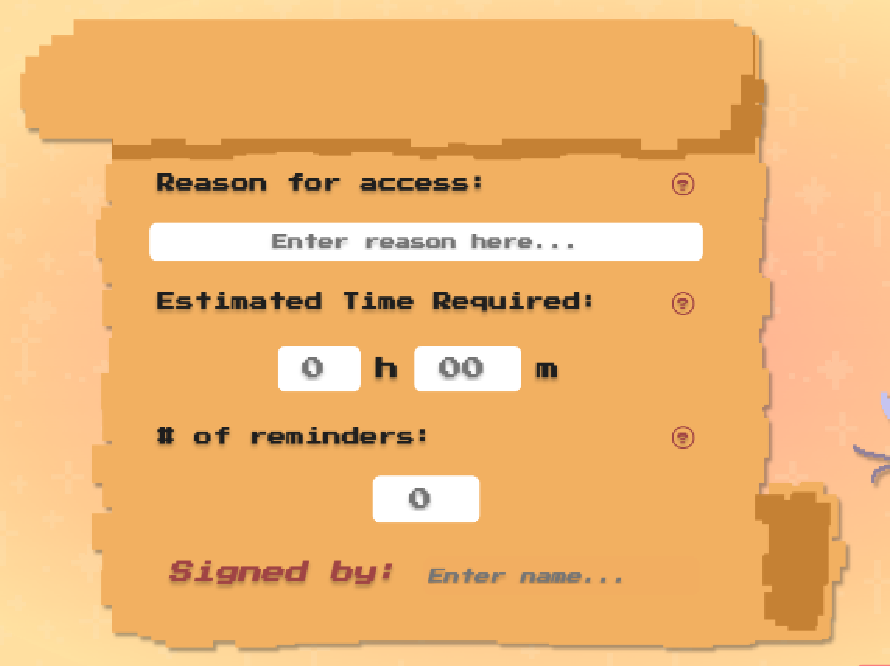 Reason for access:
Enter reason here...
Estimated Time Required:
0 h 00 m
# of reminders:
0
Signed by: Enter name...